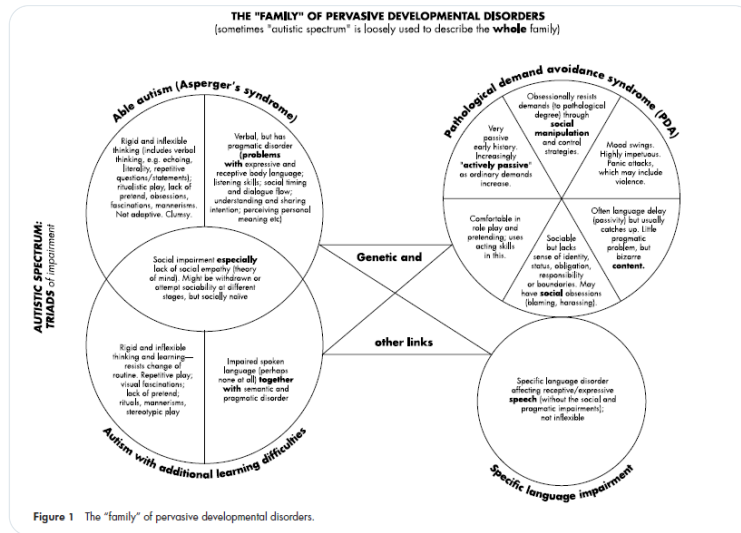 THE "FAMILY" OF PERVASIVE DEVELOPMENTAL DISORDERS
(sometimes "autistic spectrum" is loosely used to describe the whole family)
Able autism (Asperger's syndrome)
Rigid and inflexible
thinking (includes verbal
thinking, e.g. echoing,
literality, repetitive
questions/statements);
ritualistic play, lack of
pretend, obsessions,
fascinations, mannerisms.
Not adaptive. Clumsy.
Verbal, but has
pragmatic disorder
(problems
with expressive and
receptive body language;
listening skills; social timing
and dialogue flow;
understanding and sharing
intention; perceiving personal
meaning etc)
Social impairment especially
lack of social empathy (theory
of mind). Might be withdrawn or
attempt sociability at different
stages, but socially naive
Rigid and inflexible
thinking and learning—
resists change of
routine. Repetitive play;
visual fascinations;
lack of pretend;
rituals, mannerisms,
stereotypic play
Impaired spoken
language (perhaps
none at all) together
with semantic and
pragmatic disorder
Autism with additional learning difficulties
AUTISTIC SPECTRUM:
TRIADS of impairment
Genetic and
other links
Pathological demand avoidance syndrome (PDA)
Very
passive
early history.
Increasingly
"actively passive"
as ordinary demands
increase.
Obsessionally resists
demands (to pathological
degree) through
social
manipulation
and control
strategies.
Mood swings.
Highly impetuous.
Panic attacks,
which may include
violence.
Comfortable in
role play and
pretending; uses
acting skills
in this.
Sociable
but lacks
sense of identity,
status, obligation,
responsibility
or boundaries. May
have social obsessions
(blaming, harassing).
Often language delay
(passivity) but usually
catches up. Little
pragmatic
problem, but
bizarre
content.
Specific language disorder
affecting receptive/expressive
speech (without the social and
pragmatic impairments);
not inflexible
Specific language impairment
Figure 1 The "family" of pervasive developmental disorders.